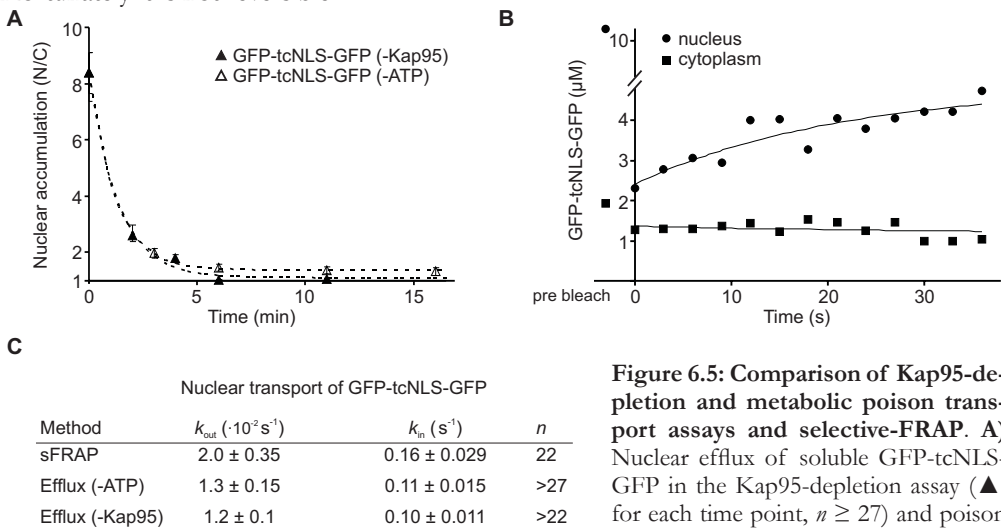 A
B
10
8
6
4
2
1
0
5
10
15
Nuclear accumulation (N/C)
Time (min)
▲ GFP-tcNLS-GFP (-Kap95)
△ GFP-tcNLS-GFP (-ATP)
10
4
3
2
1
GFP-tcNLS-GFP (µM)
● nucleus
■ cytoplasm
pre bleach
0
10
20
30
Time (s)
C
Nuclear transport of GFP-tcNLS-GFP
Method k_out (·10⁻² s⁻¹) k_in (s⁻¹) n
sFRAP 2.0 ± 0.35 0.16 ± 0.029 22
Efflux (-ATP) 1.3 ± 0.15 0.11 ± 0.015 >27
Efflux (-Kap95) 1.2 ± 0.1 0.10 ± 0.011 >22
Figure 6.5: Comparison of Kap95-de-
pletion and metabolic poison trans-
port assays and selective-FRAP. A)
Nuclear efflux of soluble GFP-tcNLS-
GFP in the Kap95-depletion assay (▲
for each time point, n ≥ 27) and poison